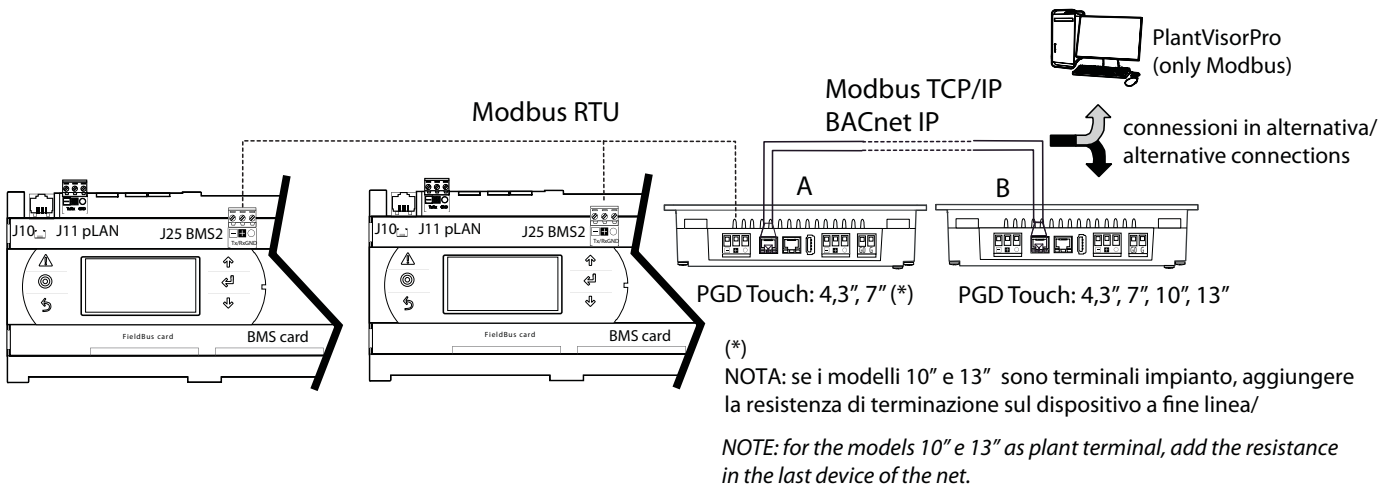 PlantVisorPro
(only Modbus)
Modbus TCP/IP
BACnet IP
Modbus RTU
connessioni in alternativa/
alternative connections
A
B
J10
J11 pLAN
J25 BMS2
Tx/RxGND
J10
J11 pLAN
J25 BMS2
Tx/RxGND
FieldBus card
BMS card
FieldBus card
BMS card
PGD Touch: 4,3”, 7” (*)
PGD Touch: 4,3”, 7”, 10”, 13”
(*)
NOTA: se i modelli 10” e 13” sono terminali impianto, aggiungere
la resistenza di terminazione sul dispositivo a fine linea/
NOTE: for the models 10” e 13” as plant terminal, add the resistance
in the last device of the net.